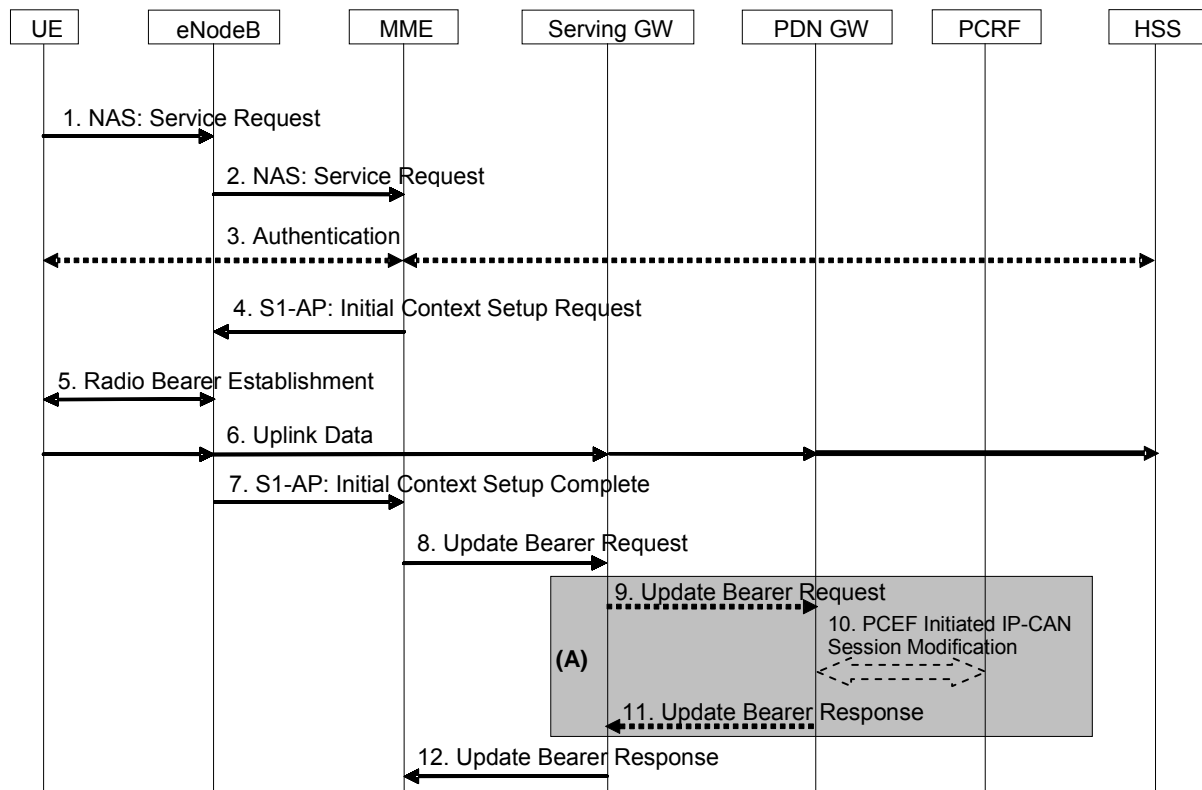 UE eNodeB MME Serving GW PDN GW PCRF HSS
1. NAS: Service Request
2. NAS: Service Request
3. Authentication
4. S1-AP: Initial Context Setup Request
5. Radio Bearer Establishment
6. Uplink Data
7. S1-AP: Initial Context Setup Complete
8. Update Bearer Request
9. Update Bearer Request
10. PCEF Initiated IP-CAN
Session Modification
(A)
11. Update Bearer Response
12. Update Bearer Response